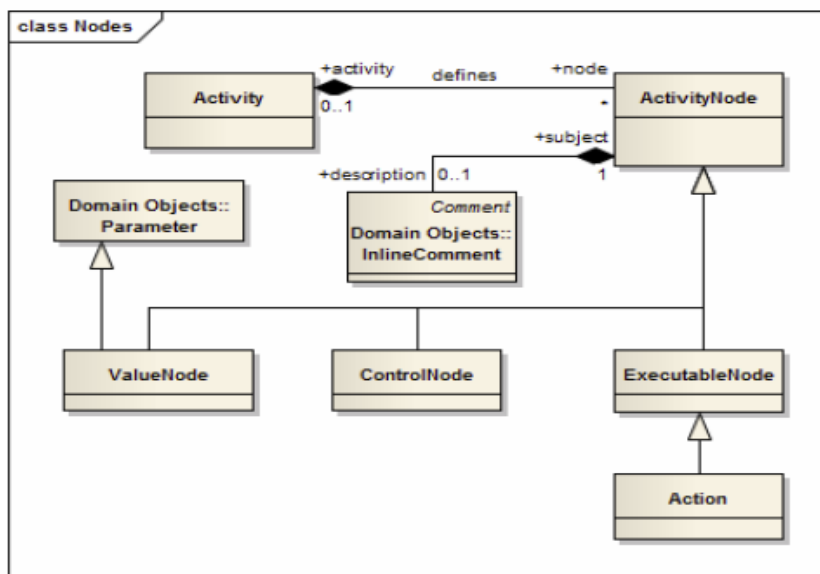 class Nodes
+activity
defines
+node
Activity
0..1
*
ActivityNode
+subject
+description
0..1
1
Domain Objects::
Parameter
Comment
Domain Objects::
InlineComment
ValueNode
ControlNode
ExecutableNode
Action